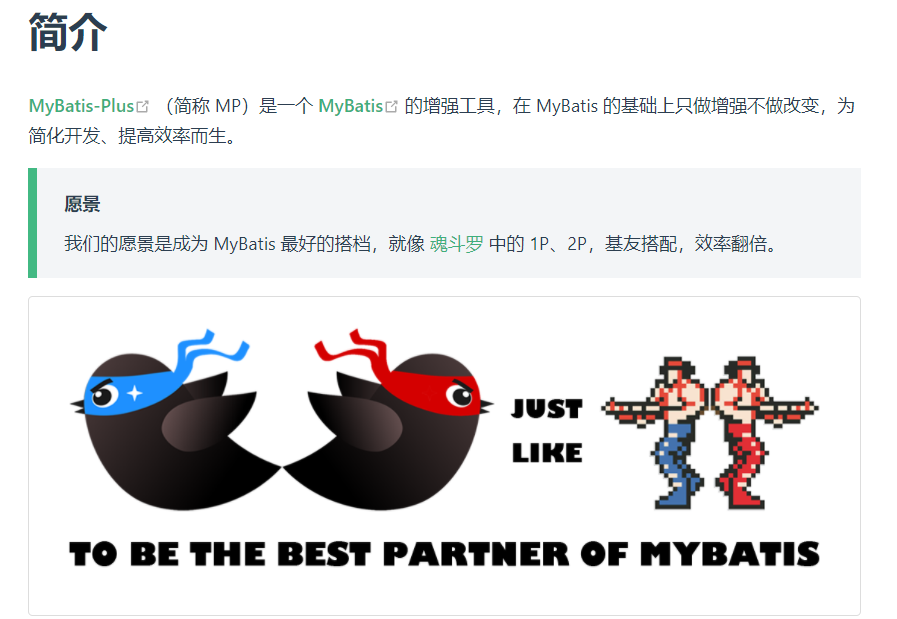 简介
MyBatis-Plus （简称 MP）是一个 MyBatis 的增强工具，在 MyBatis 的基础上只做增强不做改变，为
简化开发、提高效率而生。
愿景
我们的愿景是成为 MyBatis 最好的搭档，就像 魂斗罗 中的 1P、2P，基友搭配，效率翻倍。
JUST
LIKE
TO BE THE BEST PARTNER OF MYBATIS